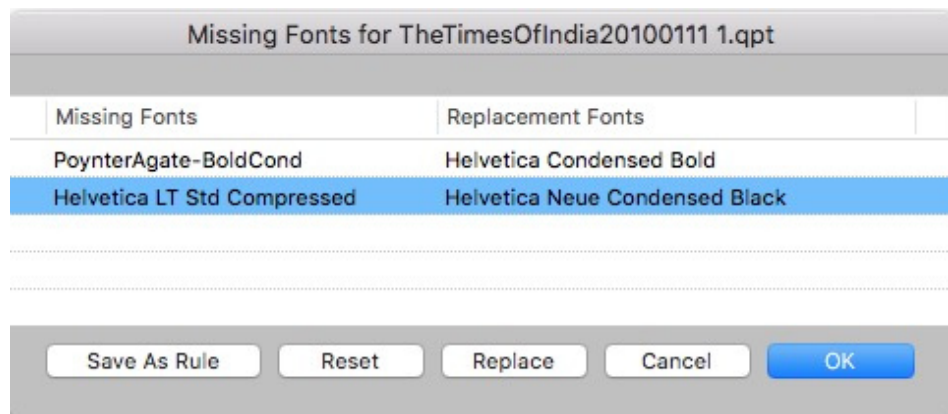 Missing Fonts for TheTimesOfIndia20100111 1.qpt
Missing Fonts Replacement Fonts
PoynterAgate-BoldCond Helvetica Condensed Bold
Helvetica LT Std Compressed Helvetica Neue Condensed Black
Save As Rule Reset Replace Cancel OK